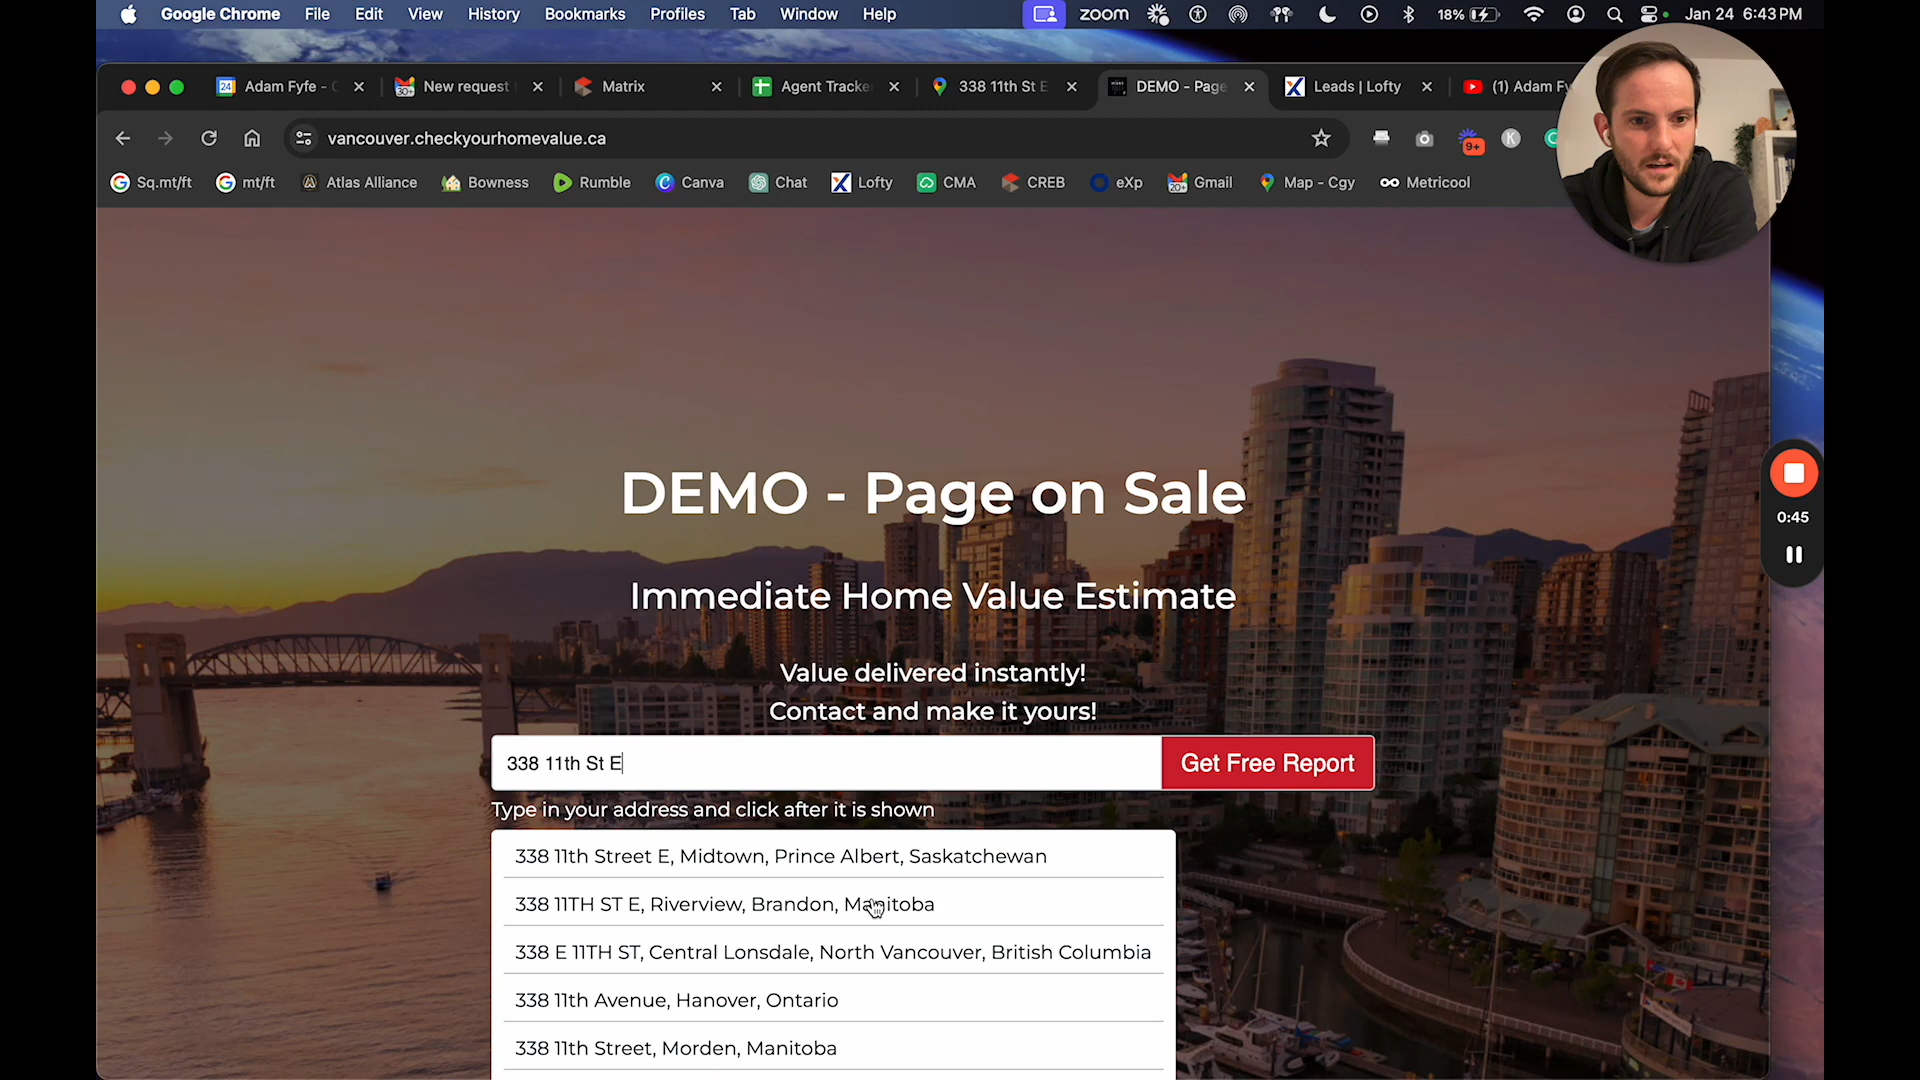 Google Chrome File Edit View History Bookmarks Profiles Tab Window Help zoom 18% Jan 24 6:43 PM
24 Adam Fyfe - C 30+ New request Matrix Agent Tracke 338 11th St E DEMO - Page Leads | Lofty (1) Adam Fy
vancouver.checkyourhomevalue.ca 9+ K
Sq.mt/ft mt/ft Atlas Alliance Bowness Rumble Canva Chat Lofty CMA CREB eXp 20+ Gmail Map - Cgy Metricool
DEMO - Page on Sale
0:45
Immediate Home Value Estimate
Value delivered instantly!
Contact and make it yours!
338 11th St E Get Free Report
Type in your address and click after it is shown
338 11th Street E, Midtown, Prince Albert, Saskatchewan
338 11TH ST E, Riverview, Brandon, Manitoba
338 E 11TH ST, Central Lonsdale, North Vancouver, British Columbia
338 11th Avenue, Hanover, Ontario
338 11th Street, Morden, Manitoba